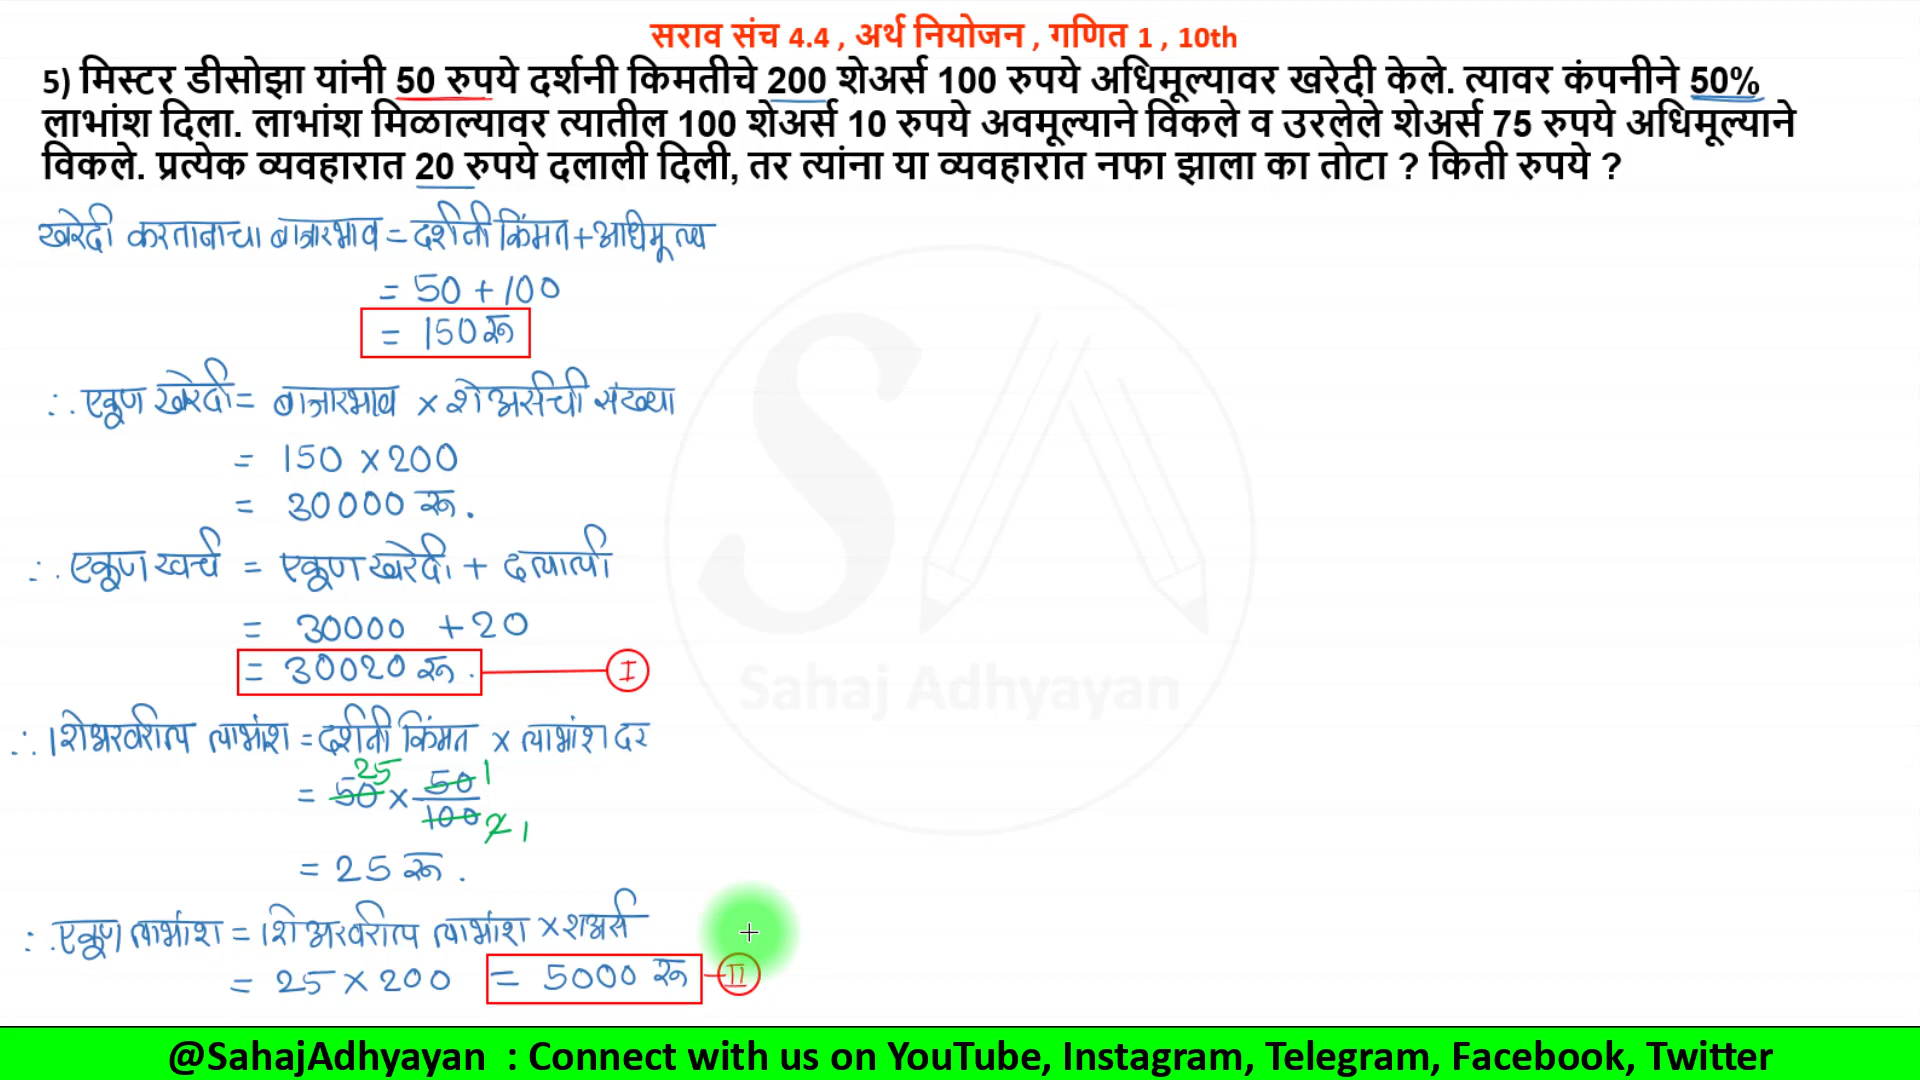 सराव संच 4.4 , अर्थ नियोजन , गणित 1 , 10th
5) मिस्टर डीसोझा यांनी 50 रुपये दर्शनी किमतीचे 200 शेअर्स 100 रुपये अधिमूल्यावर खरेदी केले. त्यावर कंपनीने 50%
लाभांश दिला. लाभांश मिळाल्यावर त्यातील 100 शेअर्स 10 रुपये अवमूल्याने विकले व उरलेले शेअर्स 75 रुपये अधिमूल्याने
विकले. प्रत्येक व्यवहारात 20 रुपये दलाली दिली, तर त्यांना या व्यवहारात नफा झाला का तोटा ? किती रुपये ?
खरेदी करतानाचा बाजारभाव = दर्शनी किंमत + अधिमूल्य
= 50 + 100
= 150 रू
∴ एकूण खरेदी = बाजारभाव × शेअर्सची संख्या
= 150 × 200
= 30000 रू.
∴ एकूण खर्च = एकूण खरेदी + दलाली
= 30000 + 20
= 30020 रू. I
∴ 1 शेअरवरील लाभांश = दर्शनी किंमत × लाभांश दर
25 1
= 50 × 50/100 2 1
= 25 रू.
∴ एकूण लाभांश = 1 शेअरवरील लाभांश × शेअर्स
= 25 × 200 = 5000 रू II
Sahaj Adhyayan
@SahajAdhyayan : Connect with us on YouTube, Instagram, Telegram, Facebook, Twitter